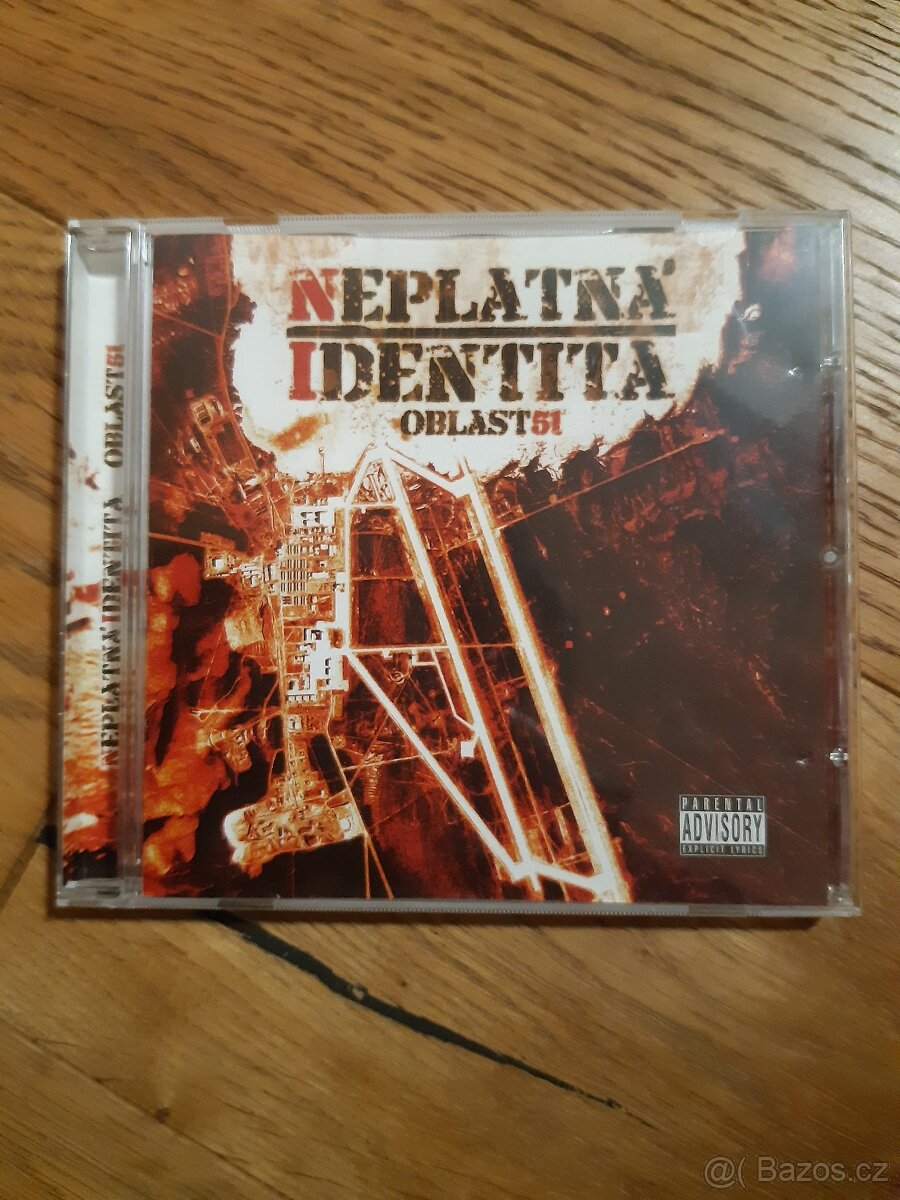 NEPLATNÁ
IDENTITA
OBLAST51
NEPLATNÁ IDENTITA OBLAST51
PARENTAL
ADVISORY
EXPLICIT LYRICS
@( Bazos.cz